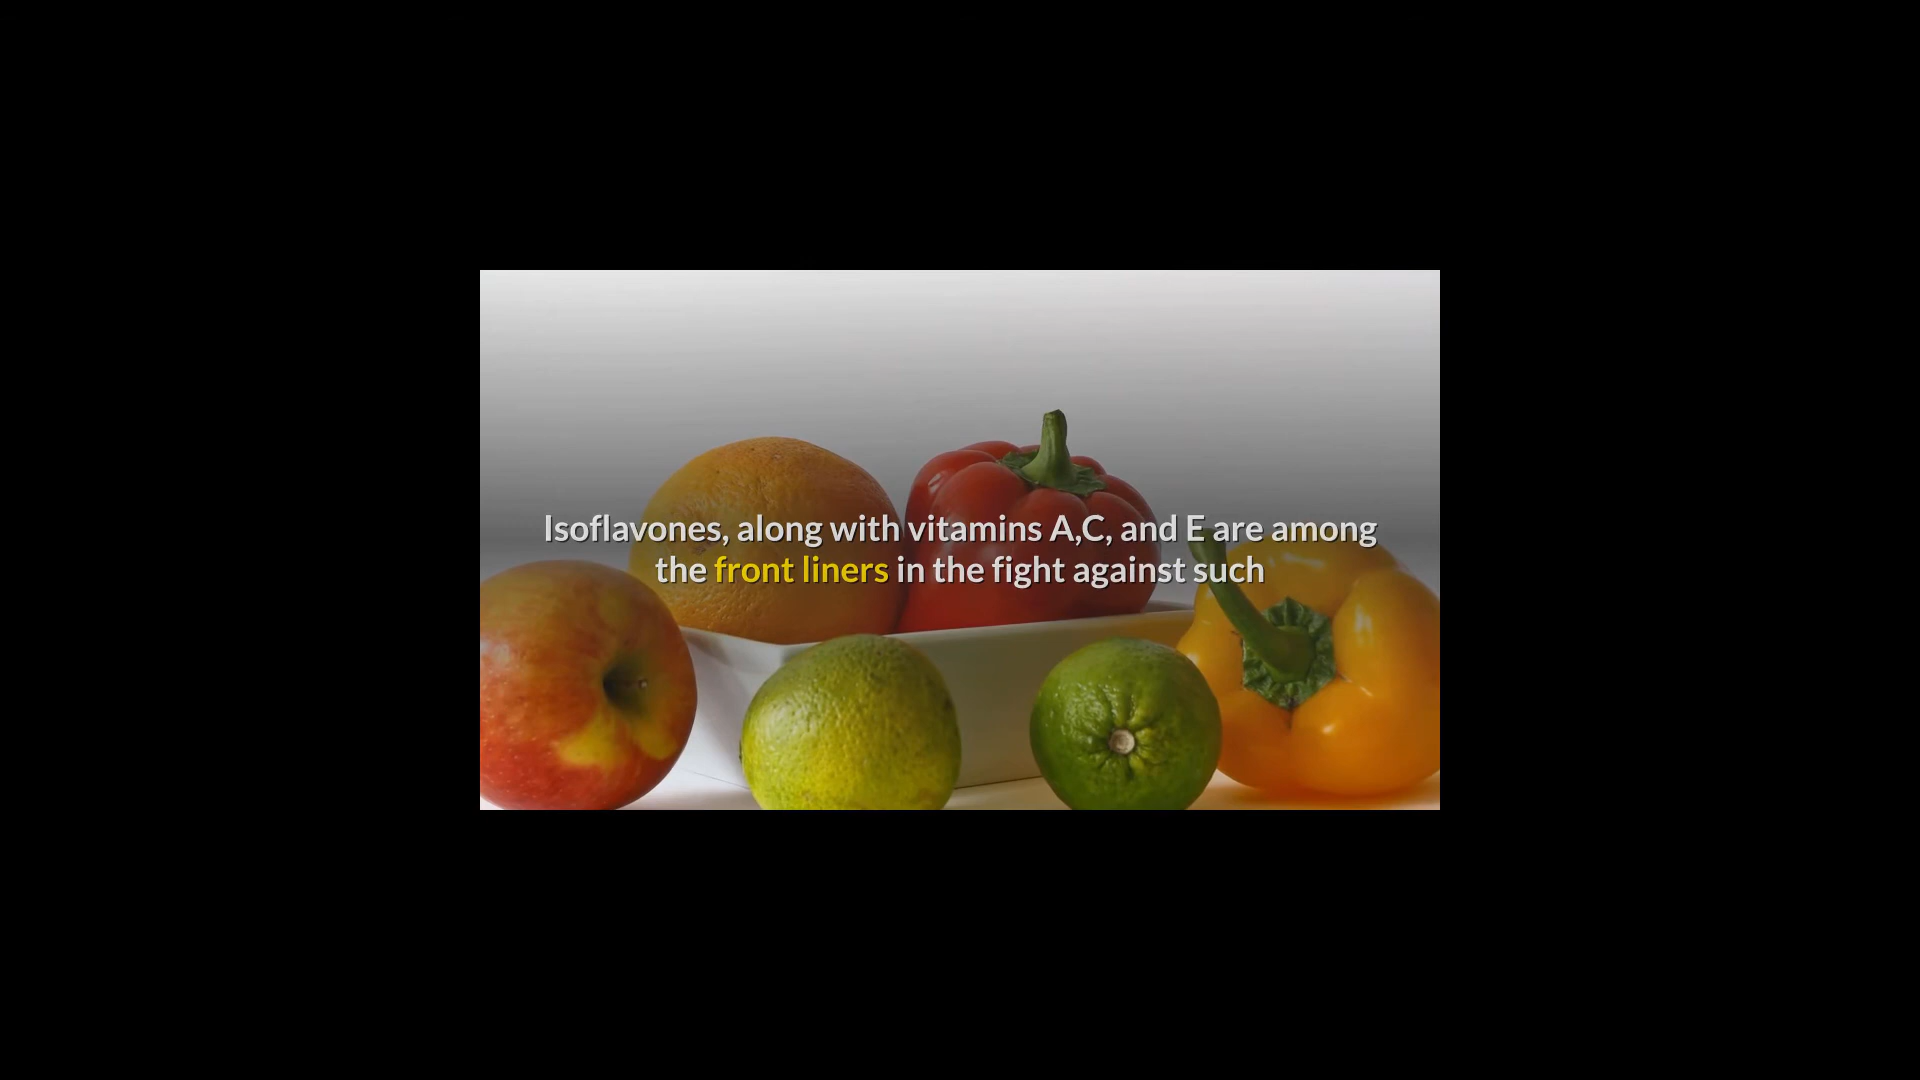 Isoflavones, along with vitamins A,C, and E are among
the front liners in the fight against such